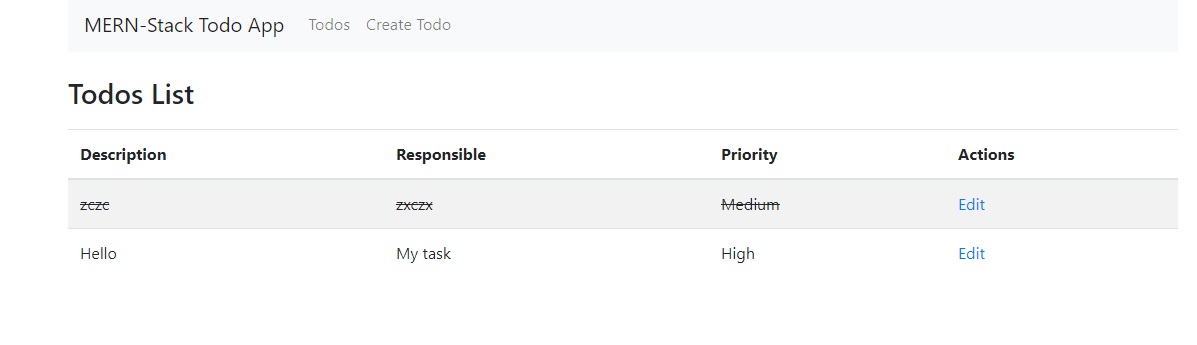 MERN-Stack Todo App Todos Create Todo
Todos List
Description Responsible Priority Actions
zczc zxczx Medium Edit
Hello My task High Edit